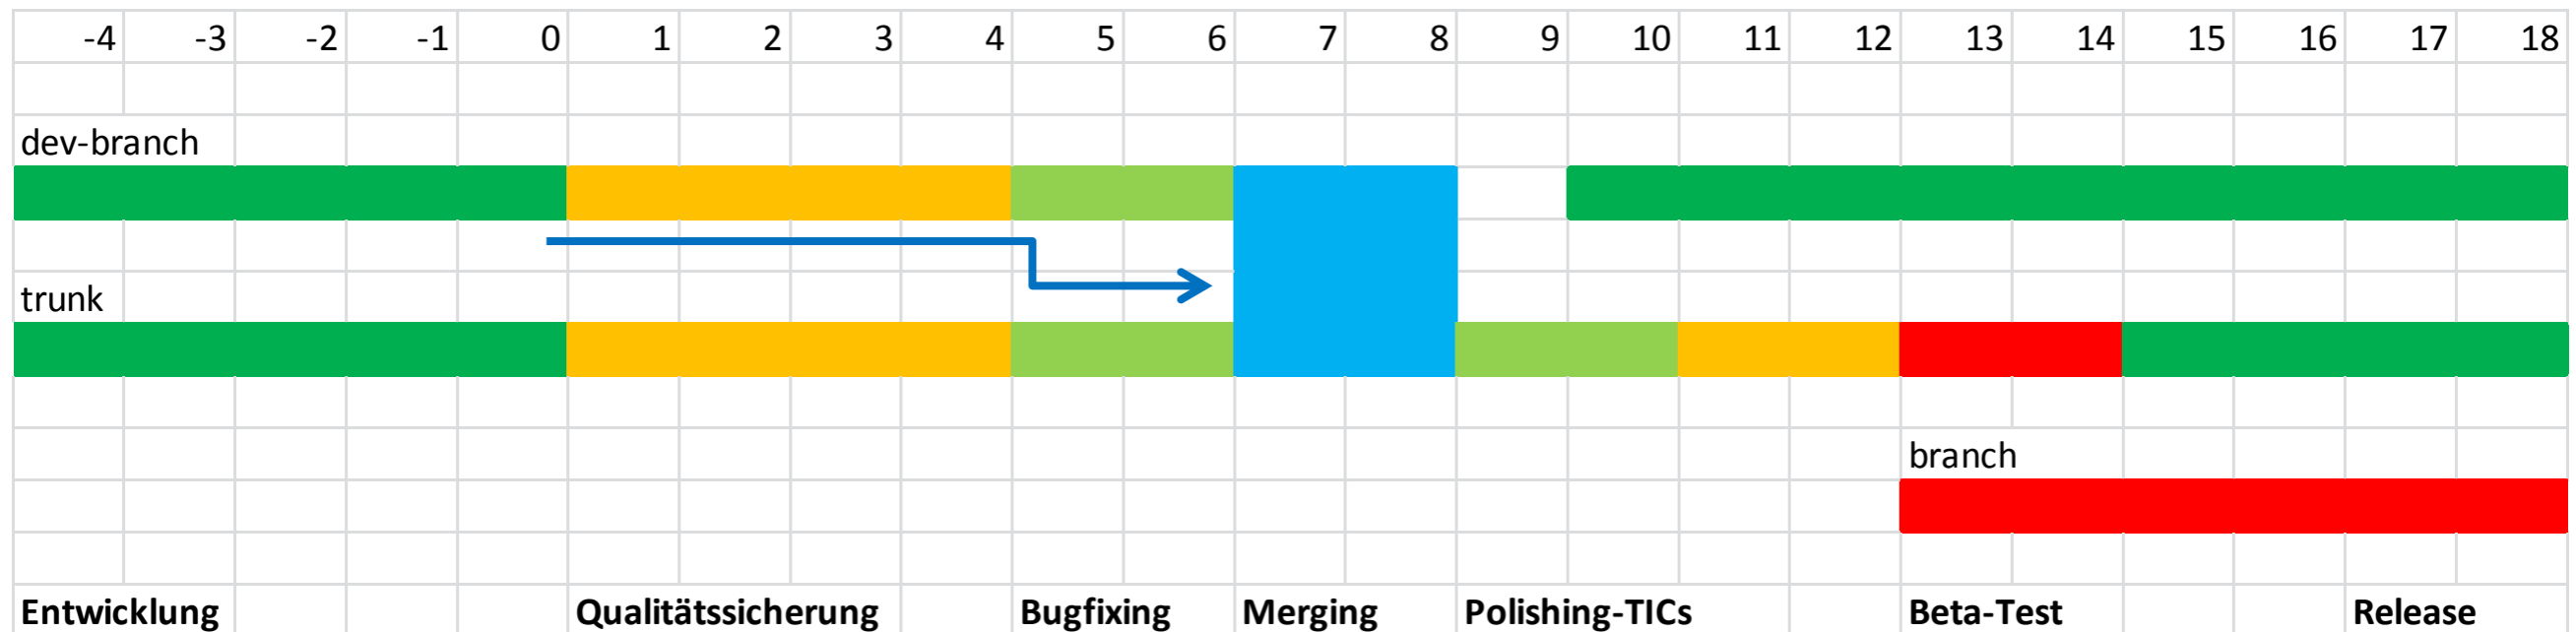 -4 -3 -2 -1 0 1 2 3 4 5 6 7 8 9 10 11 12 13 14 15 16 17 18
dev-branch
trunk
branch
Entwicklung Qualitätssicherung Bugfixing Merging Polishing-TICs Beta-Test Release